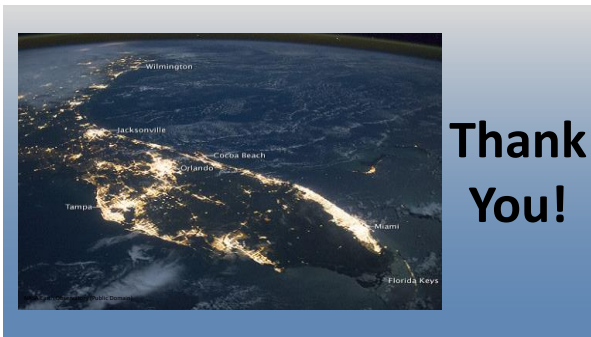 Wilmington
Jacksonville
Cocoa Beach
Orlando
Tampa
Miami
Florida Keys
Thank
You!